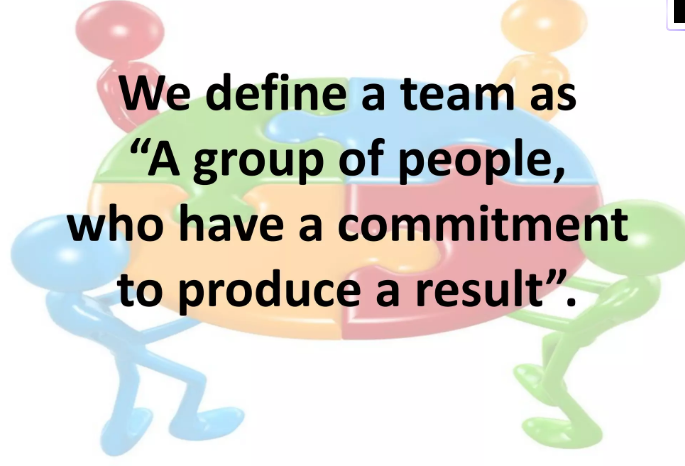 We define a team as
“A group of people,
who have a commitment
to produce a result”.